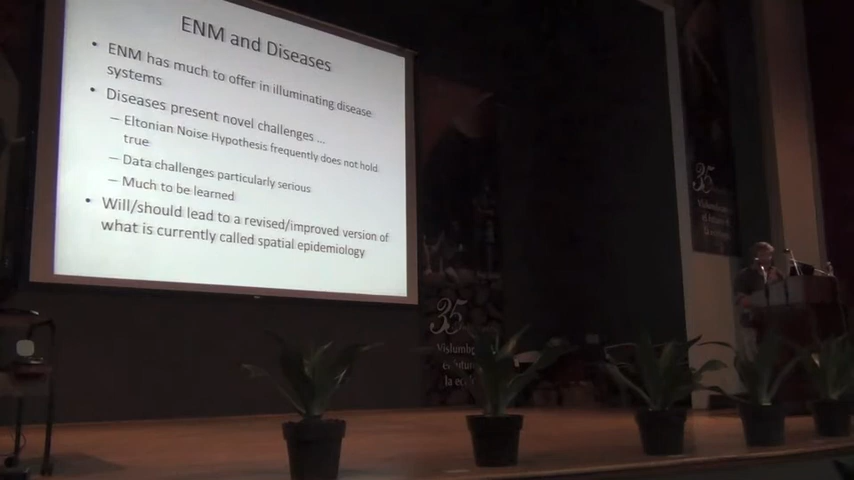 ENM and Diseases
• ENM has much to offer in illuminating disease
systems
• Diseases present novel challenges ...
– Eltonian Noise Hypothesis frequently does not hold
true
– Data challenges particularly serious
– Much to be learned
• Will/should lead to a revised/improved version of
what is currently called spatial epidemiology
35
35